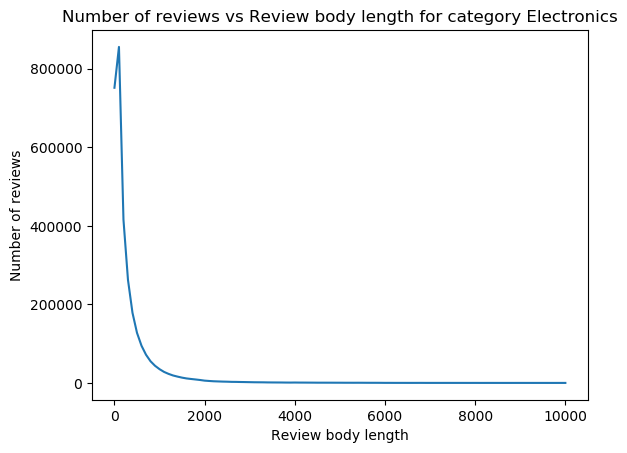 Number of reviews vs Review body length for category Electronics
800000
600000
400000
200000
0
Number of reviews
0 2000 4000 6000 8000 10000
Review body length